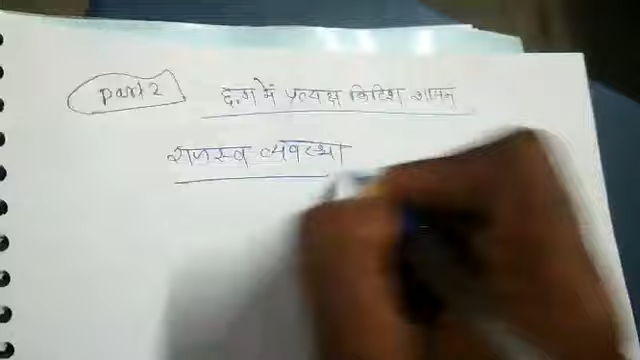 Part 2
छ.ग में प्रत्यक्ष ब्रिटिश शासन
राजस्व व्यवस्था